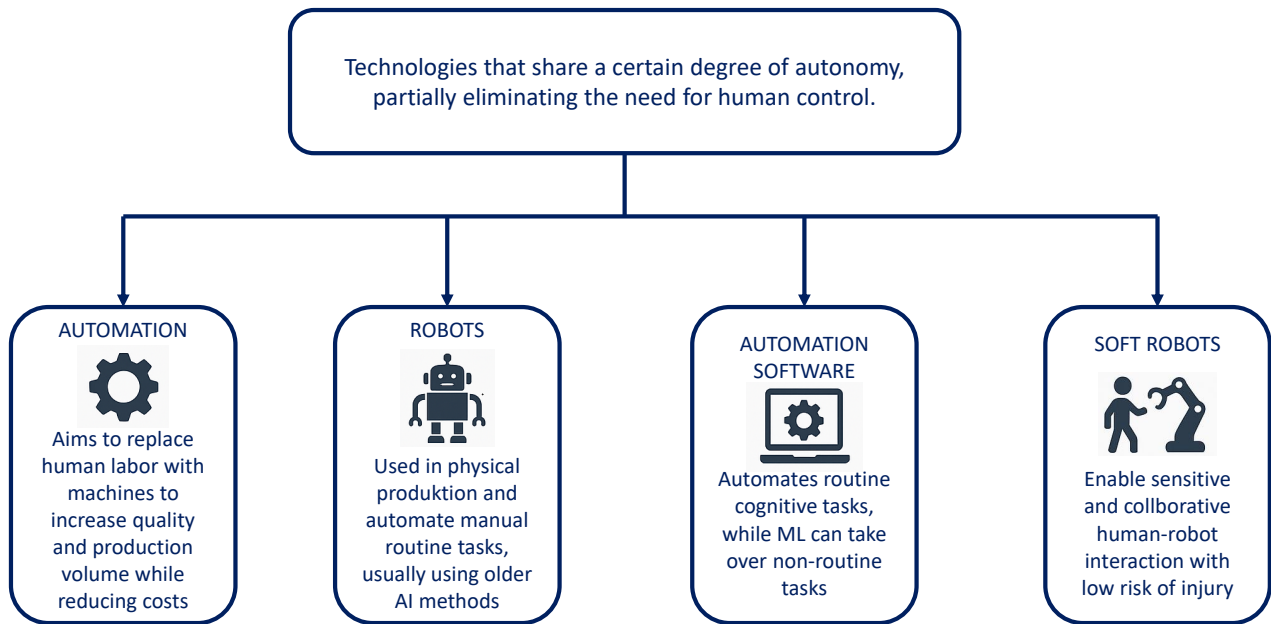 Technologies that share a certain degree of autonomy,
partially eliminating the need for human control.
AUTOMATION
Aims to replace
human labor with
machines to
increase quality
and production
volume while
reducing costs
ROBOTS
Used in physical
produktion and
automate manual
routine tasks,
usually using older
AI methods
AUTOMATION
SOFTWARE
Automates routine
cognitive tasks,
while ML can take
over non-routine
tasks
SOFT ROBOTS
Enable sensitive
and collborative
human-robot
interaction with
low risk of injury